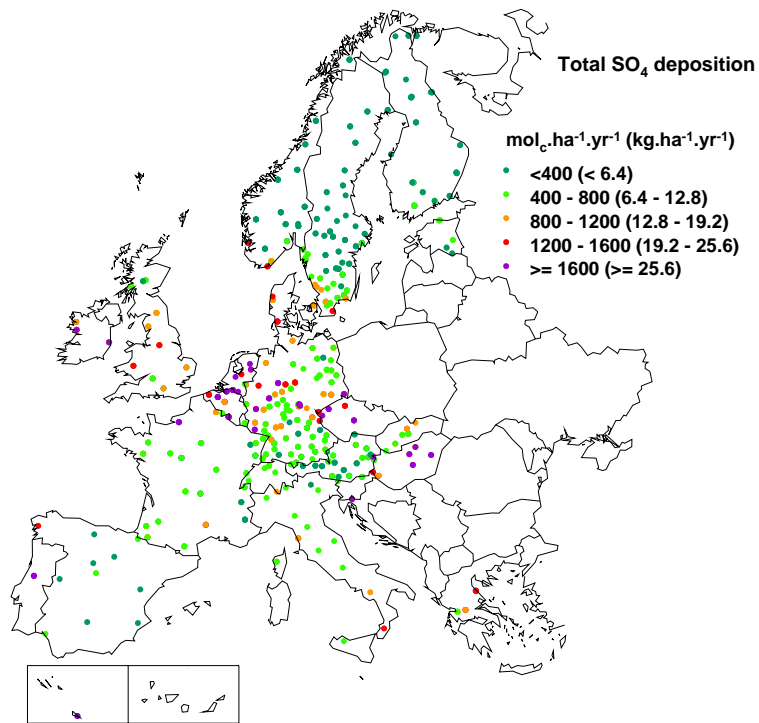 Total SO₄ deposition
mol_c.ha⁻¹.yr⁻¹ (kg.ha⁻¹.yr⁻¹)
<400 (< 6.4)
400 - 800 (6.4 - 12.8)
800 - 1200 (12.8 - 19.2)
1200 - 1600 (19.2 - 25.6)
>= 1600 (>= 25.6)